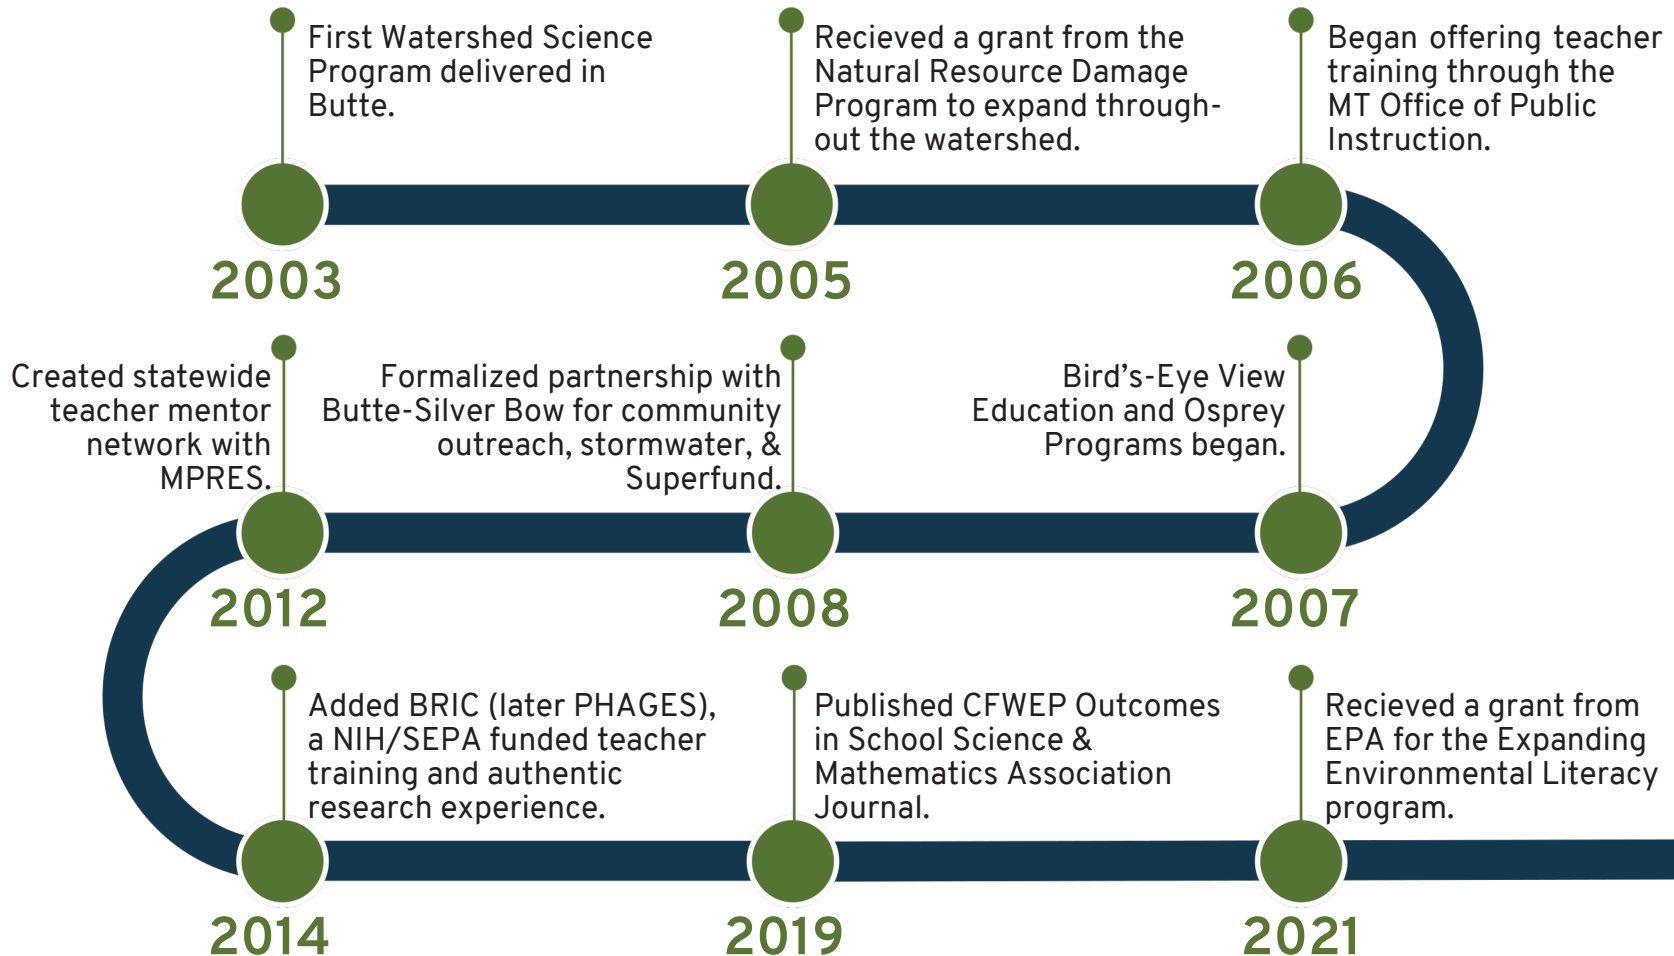 First Watershed Science
Program delivered in
Butte.
2003
Recieved a grant from the
Natural Resource Damage
Program to expand through-
out the watershed.
2005
Began offering teacher
training through the
MT Office of Public
Instruction.
2006
Bird's-Eye View
Education and Osprey
Programs began.
2007
Formalized partnership with
Butte-Silver Bow for community
outreach, stormwater, &
Superfund.
2008
Created statewide
teacher mentor
network with
MPRES.
2012
Added BRIC (later PHAGES),
a NIH/SEPA funded teacher
training and authentic
research experience.
2014
Published CFWEP Outcomes
in School Science &
Mathematics Association
Journal.
2019
Recieved a grant from
EPA for the Expanding
Environmental Literacy
program.
2021